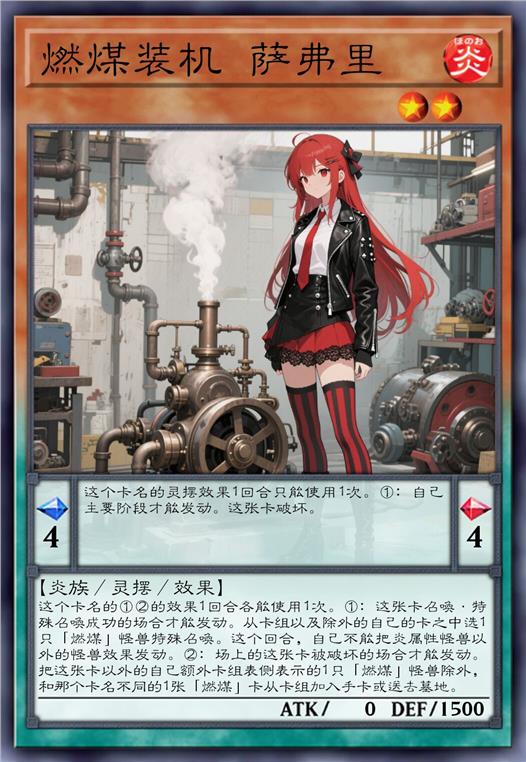 燃煤装机 萨弗里
ほのお
炎
这个卡名的灵摆效果1回合只能使用1次。①：自己
主要阶段才能发动。这张卡破坏。
4
4
【炎族／灵摆／效果】
这个卡名的①②的效果1回合各能使用1次。①：这张卡召唤·特
殊召唤成功的场合才能发动。从卡组以及除外的自己的卡之中选1
只「燃煤」怪兽特殊召唤。这个回合，自己不能把炎属性怪兽以
外的怪兽效果发动。②：场上的这张卡被破坏的场合才能发动。
把这张卡以外的自己额外卡组表侧表示的1只「燃煤」怪兽除外，
和那个卡名不同的1张「燃煤」卡从卡组加入手卡或送去墓地。
ATK/ 0 DEF/1500